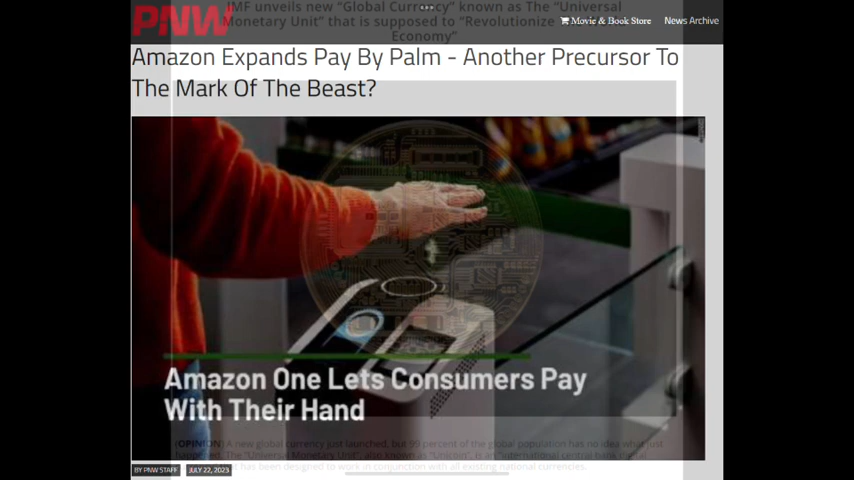 IMF unveils new "Global Currency" known as The "Universal
Monetary Unit" that is supposed to "Revolutionize
Economy"
PNW
Movie & Book Store
News Archive
Amazon Expands Pay By Palm - Another Precursor To
The Mark Of The Beast?
Amazon One Lets Consumers Pay
With Their Hand
(OPINION) A new global currency just launched, but 99 percent of the global population has no idea what just
happened. The "Universal Monetary Unit", also known as "Unicoin", is an "international central bank digital
has been designed to work in conjunction with all existing national currencies.
BY PNW STAFF
JULY 22, 2023